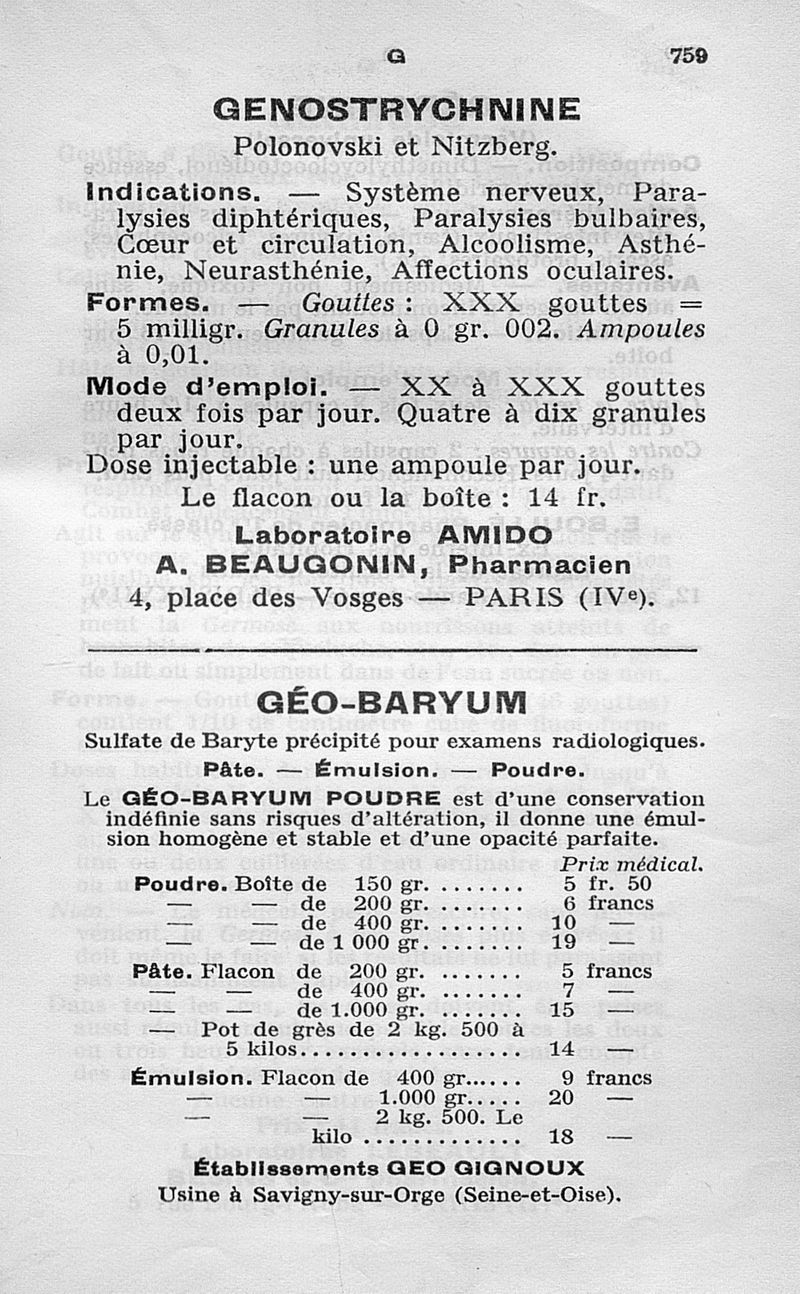 G 759
GENOSTRYCHNINE
Polonovski et Nitzberg.
Indications. — Système nerveux, Para-
lysies diphtériques, Paralysies bulbaires,
Cœur et circulation, Alcoolisme, Asthé-
nie, Neurasthénie, Affections oculaires.
Formes. — Gouttes : XXX gouttes =
5 milligr. Granules à 0 gr. 002. Ampoules
à 0,01.
Mode d'emploi. — XX à XXX gouttes
deux fois par jour. Quatre à dix granules
par jour.
Dose injectable : une ampoule par jour.
Le flacon ou la boîte : 14 fr.
Laboratoire AMIDO
A. BEAUGONIN, Pharmacien
4, place des Vosges — PARIS (IVe).
GÉO-BARYUM
Sulfate de Baryte précipité pour examens radiologiques.
Pâte. — Émulsion. — Poudre.
Le GÉO-BARYUM POUDRE est d'une conservation
indéfinie sans risques d'altération, il donne une émul-
sion homogène et stable et d'une opacité parfaite.
Prix médical.
Poudre. Boîte de 150 gr. ........ 5 fr. 50
— — de 200 gr. ........ 6 francs
— — de 400 gr. ........ 10 —
— — de 1 000 gr. ....... 19 —
Pâte. Flacon de 200 gr. ....... 5 francs
— — de 400 gr. ....... 7 —
— — de 1.000 gr. ....... 15 —
— Pot de grès de 2 kg. 500 à
5 kilos.................. 14 —
Émulsion. Flacon de 400 gr...... 9 francs
— — 1.000 gr...... 20 —
— — 2 kg. 500. Le
kilo ............. 18 —
Établissements GEO GIGNOUX
Usine à Savigny-sur-Orge (Seine-et-Oise).